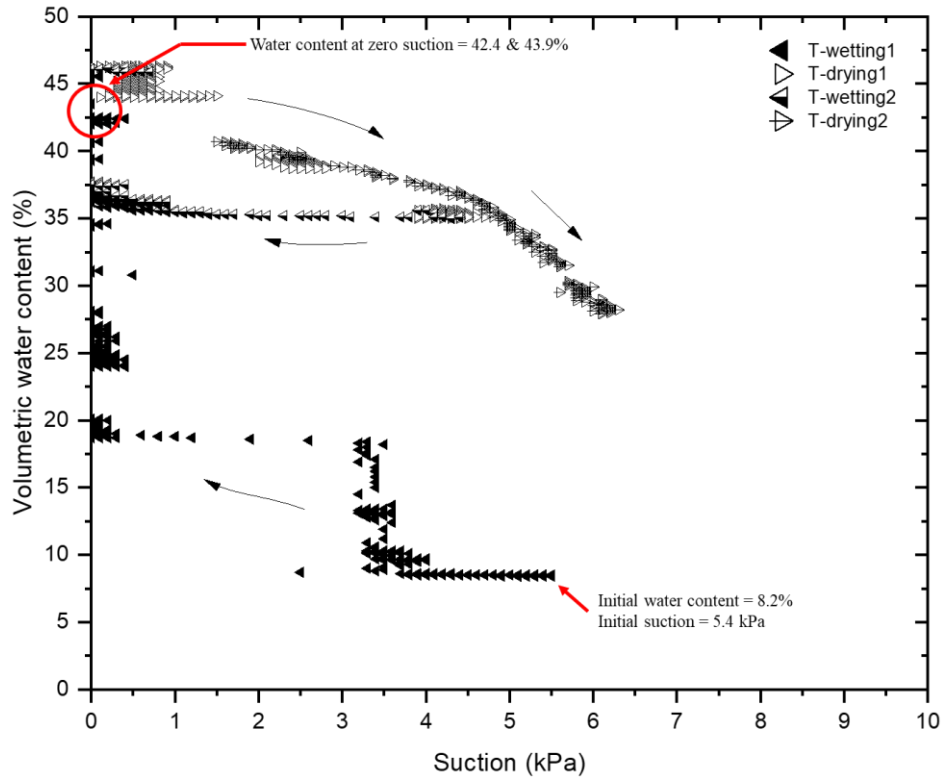 Water content at zero suction = 42.4 & 43.9%
T-wetting1
T-drying1
T-wetting2
T-drying2
50
45
40
35
30
25
20
15
10
5
0
Volumetric water content (%)
Initial water content = 8.2%
Initial suction = 5.4 kPa
0 1 2 3 4 5 6 7 8 9 10
Suction (kPa)